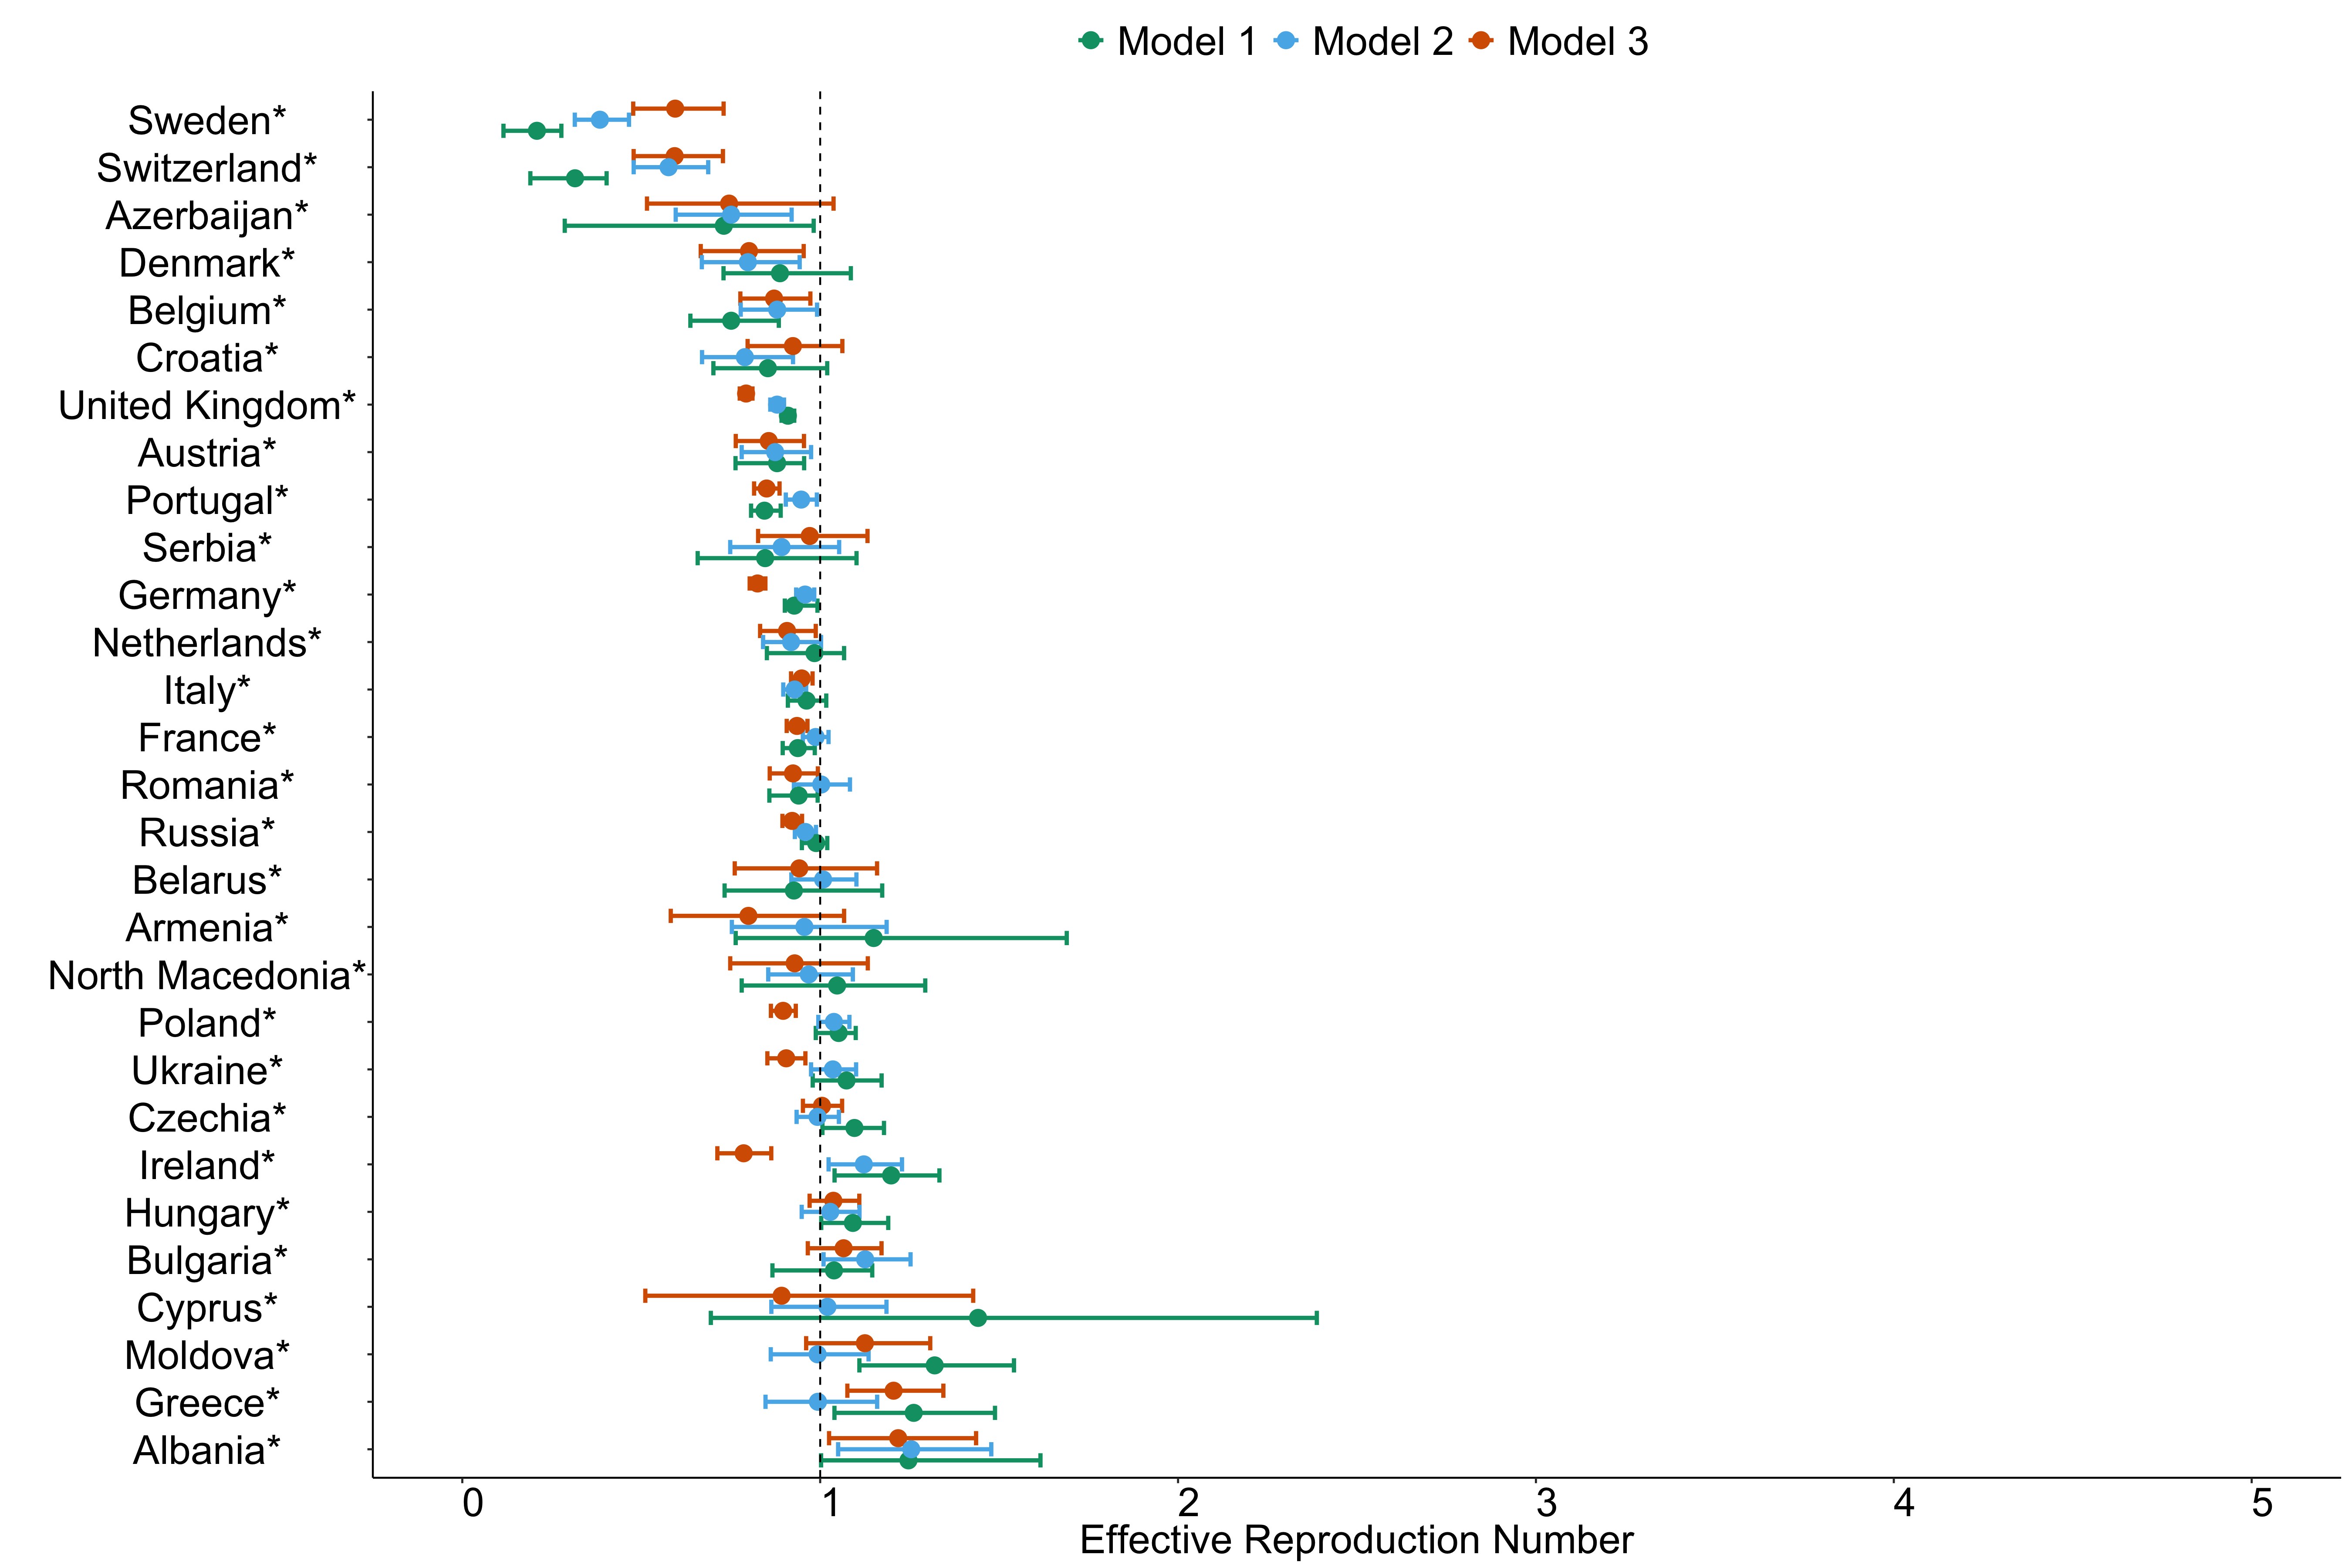 Model 1 Model 2 Model 3
Sweden*
Switzerland*
Azerbaijan*
Denmark*
Belgium*
Croatia*
United Kingdom*
Austria*
Portugal*
Serbia*
Germany*
Netherlands*
Italy*
France*
Romania*
Russia*
Belarus*
Armenia*
North Macedonia*
Poland*
Ukraine*
Czechia*
Ireland*
Hungary*
Bulgaria*
Cyprus*
Moldova*
Greece*
Albania*
0 1 2 3 4 5
Effective Reproduction Number